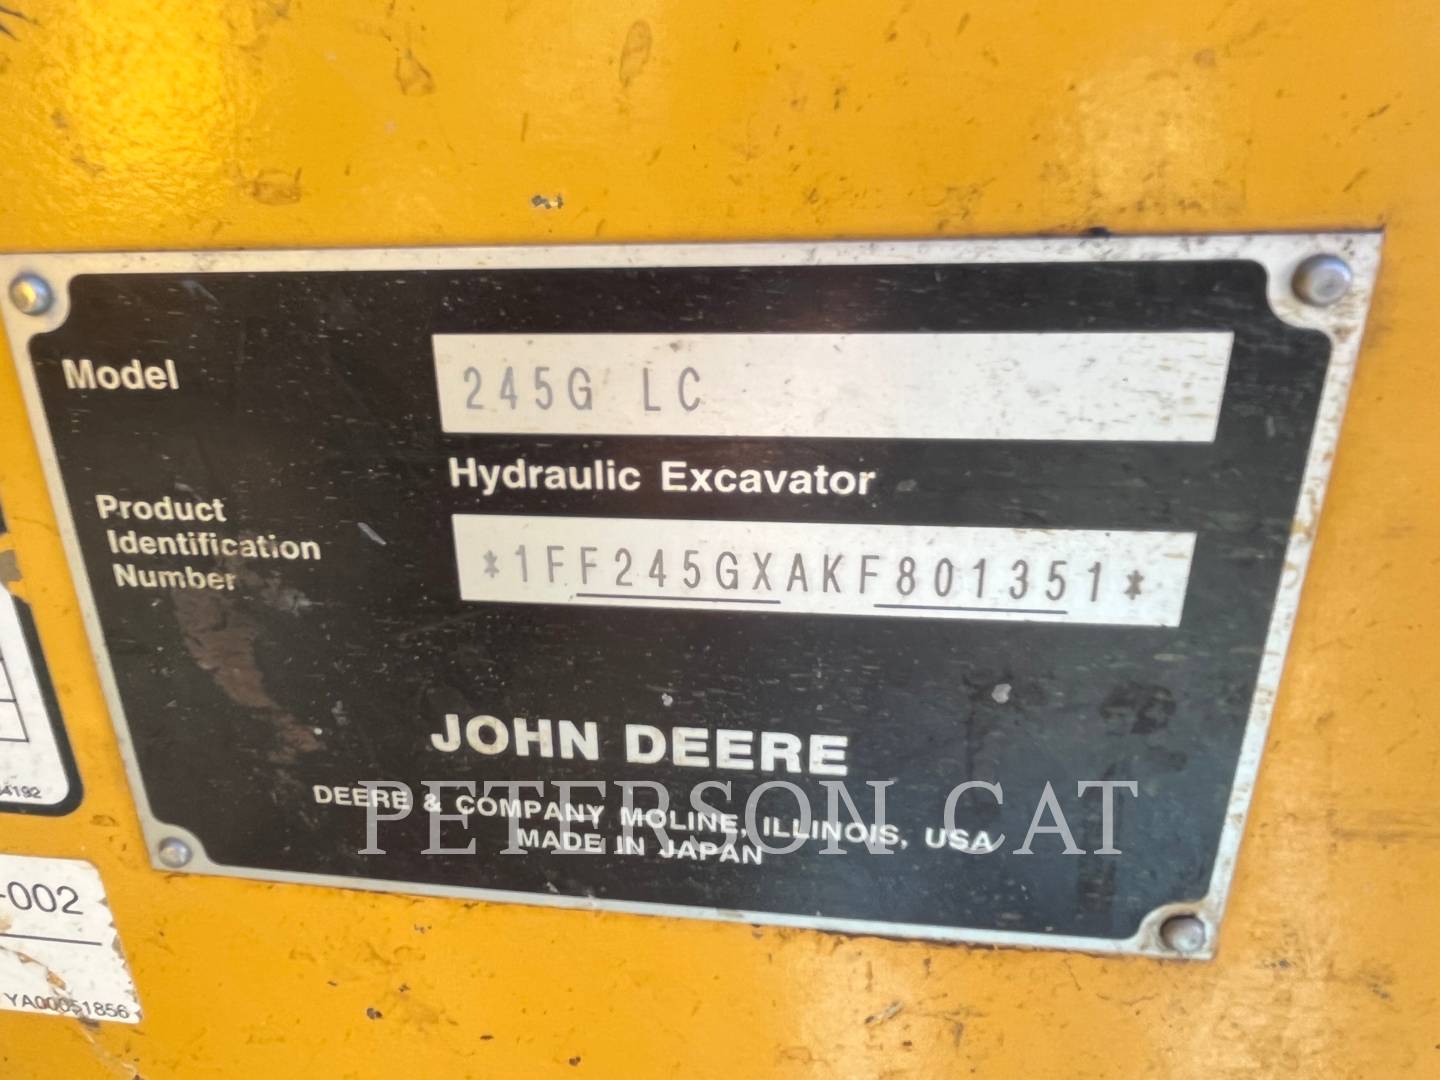 Model
245G LC
Hydraulic Excavator
Product
Identification
Number
*1FF245GXAKF801351*
JOHN DEERE
DEERE & COMPANY MOLINE, ILLINOIS, USA
MADE IN JAPAN
PETERSON CAT
4192
-002
YA00051856